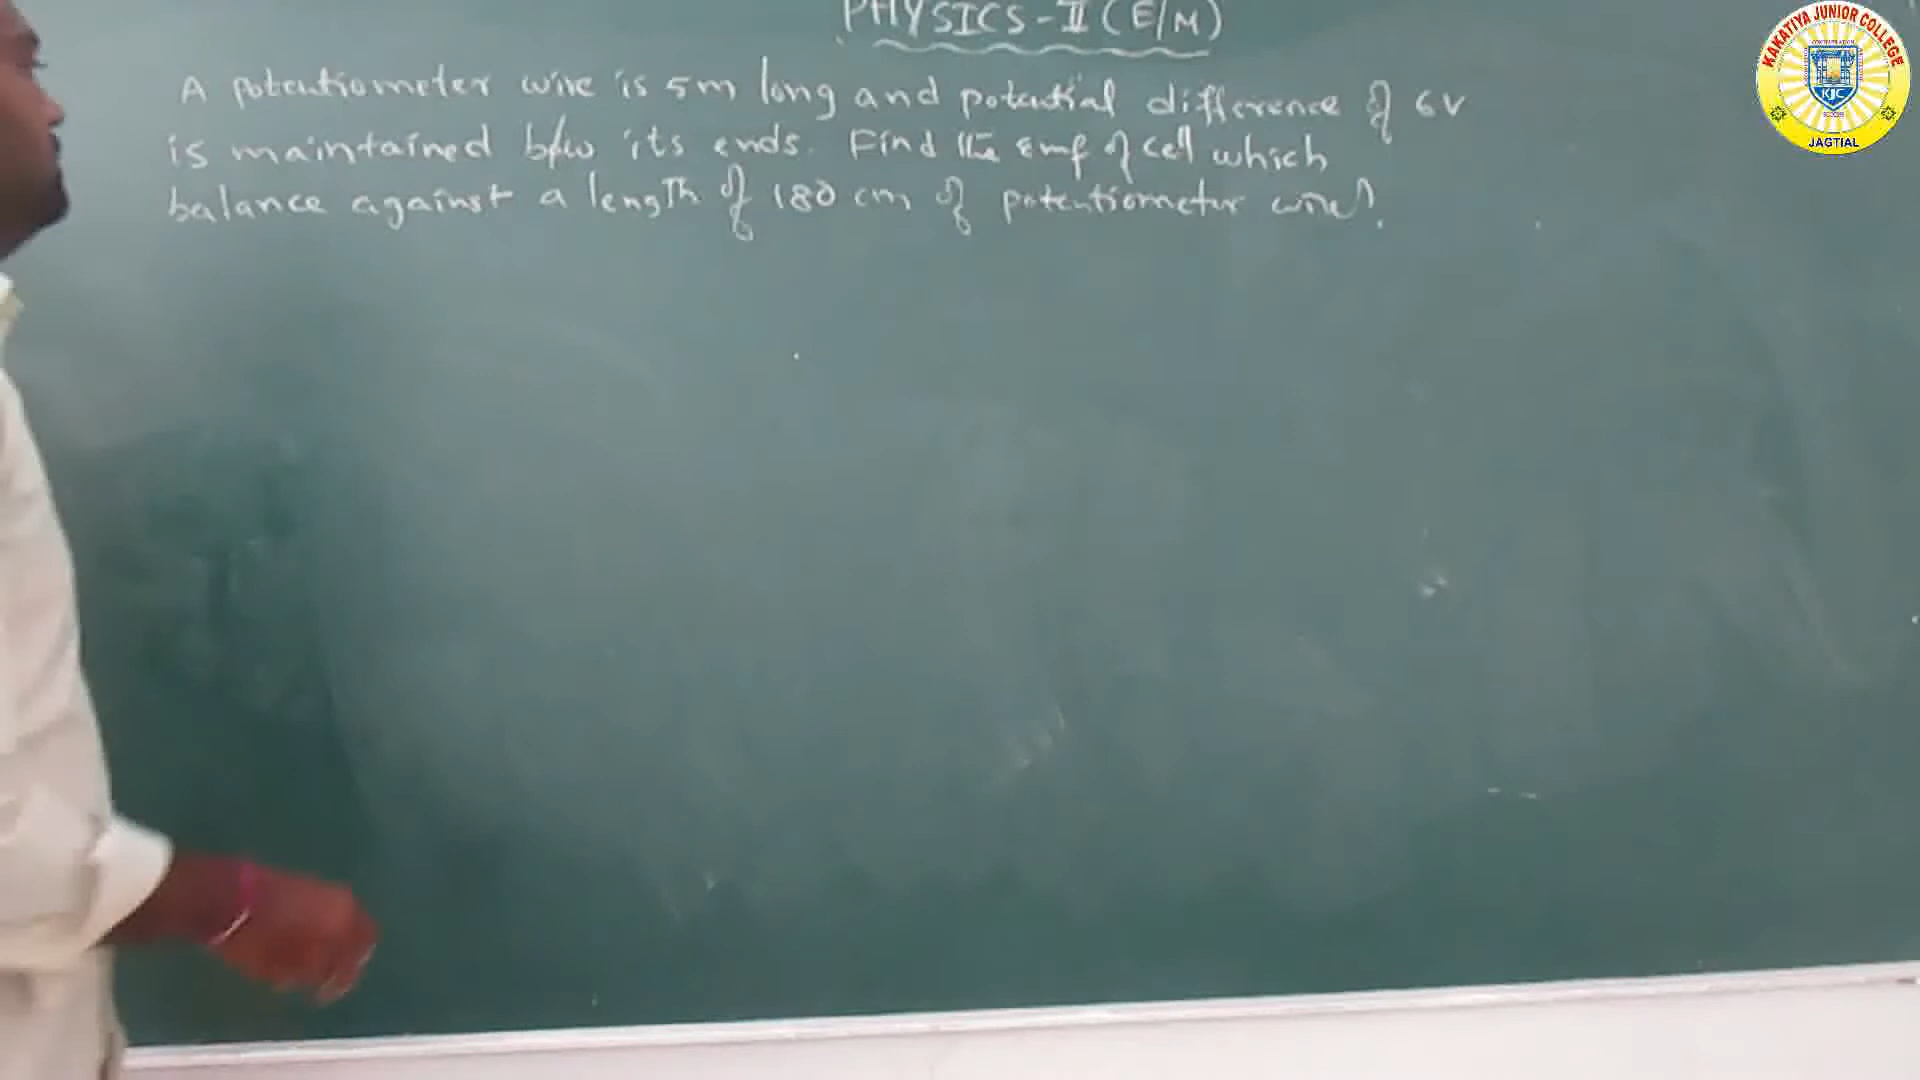 PHYSICS-II (E/M)
A potentiometer wire is 5m long and potential difference of 6V
is maintained b/w its ends. Find the emf of cell which
balance against a length of 180 cm of potentiometer wire?
KAKATIYA JUNIOR COLLEGE
KJC
JAGTIAL